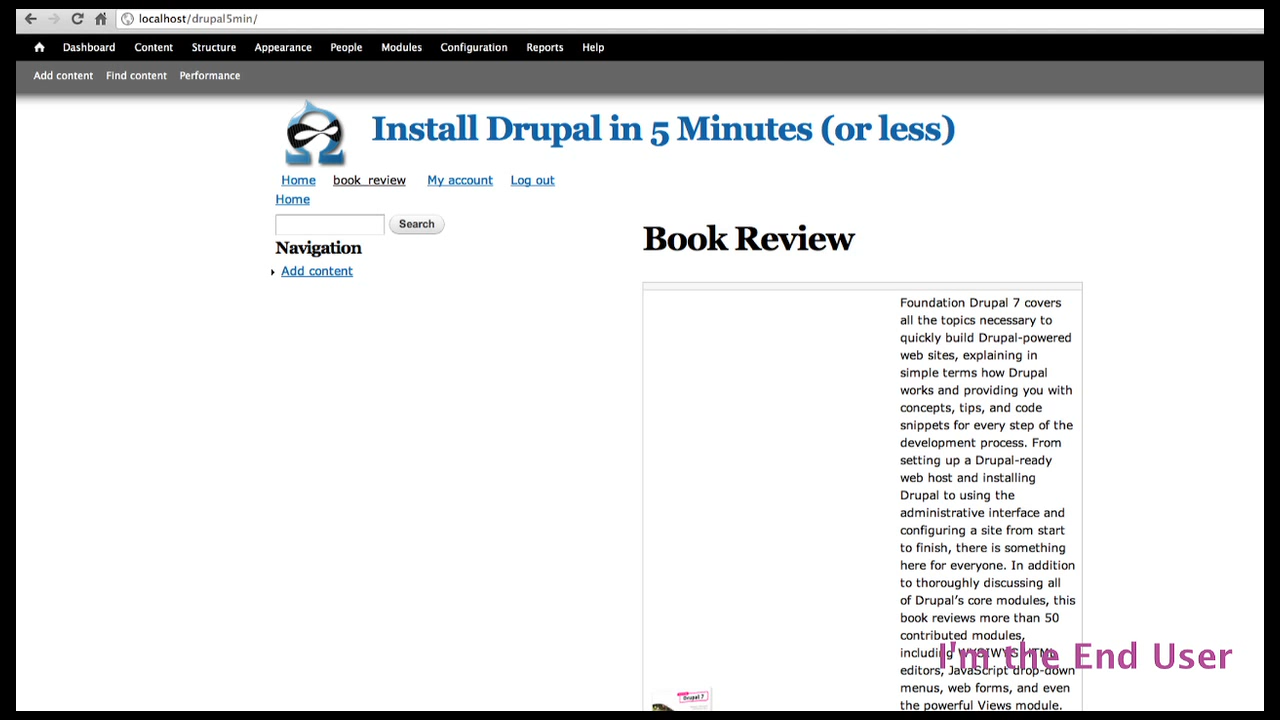 localhost/drupal5min/
Dashboard Content Structure Appearance People Modules Configuration Reports Help
Add content Find content Performance
Install Drupal in 5 Minutes (or less)
Home book review My account Log out
Home
Search
Navigation
Add content
Book Review
Foundation Drupal 7 covers
all the topics necessary to
quickly build Drupal-powered
web sites, explaining in
simple terms how Drupal
works and providing you with
concepts, tips, and code
snippets for every step of the
development process. From
setting up a Drupal-ready
web host and installing
Drupal to using the
administrative interface and
configuring a site from start
to finish, there is something
here for everyone. In addition
to thoroughly discussing all
of Drupal’s core modules, this
book reviews more than 50
contributed modules,
including WYSIWYG HTML
editors, JavaScript drop-down
menus, web forms, and even
the powerful Views module.
I'm the End User
Drupal 7